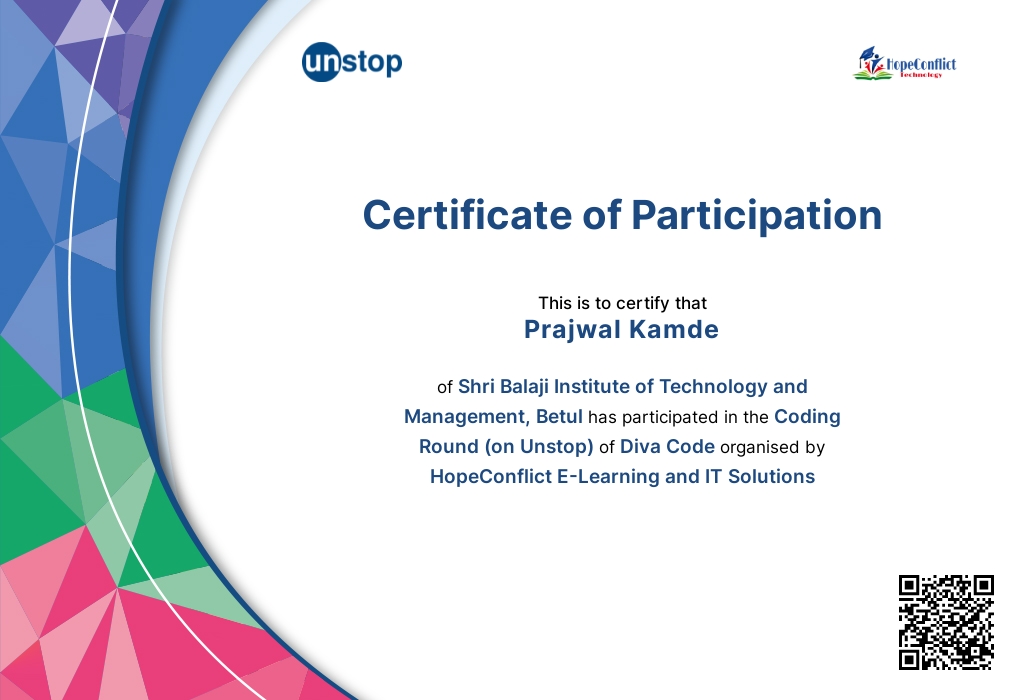 unstop
HopeConflict
Technology
Certificate of Participation
This is to certify that
Prajwal Kamde
of Shri Balaji Institute of Technology and
Management, Betul has participated in the Coding
Round (on Unstop) of Diva Code organised by
HopeConflict E-Learning and IT Solutions